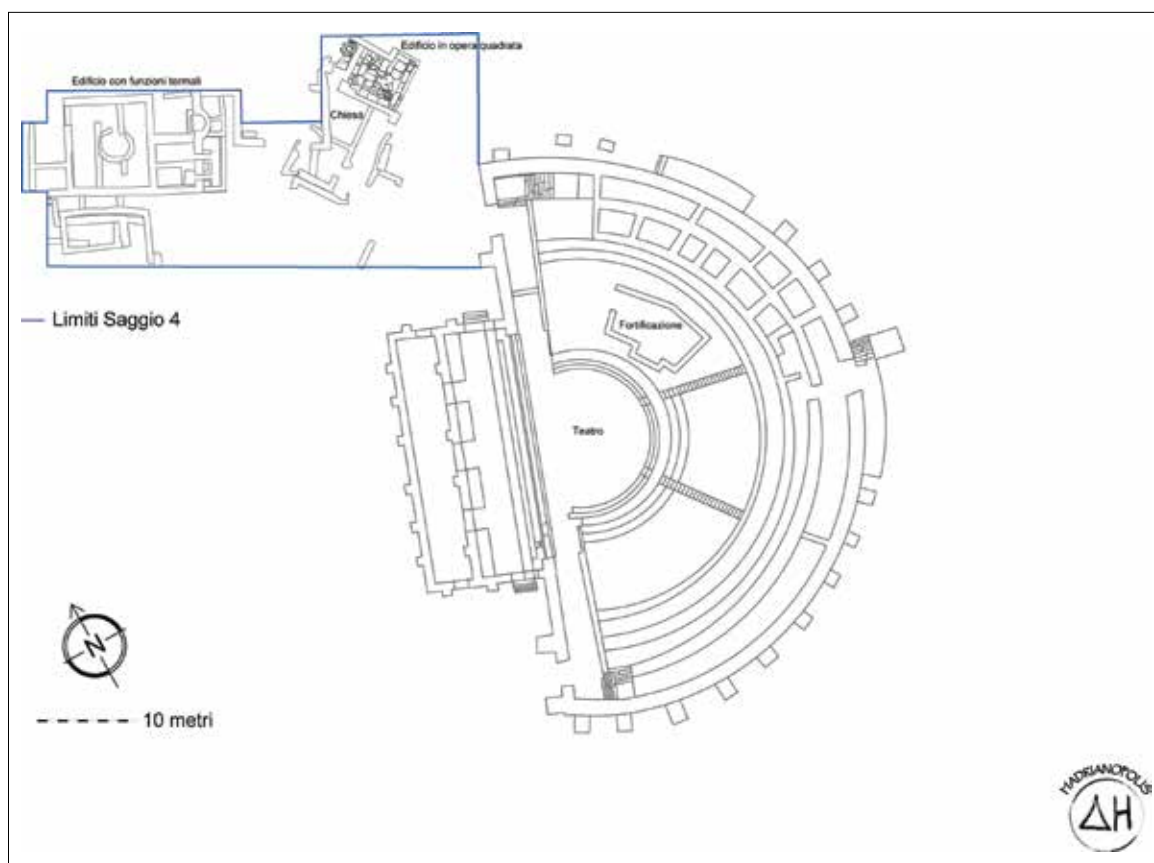 Edificio in opera quadrata
Edificio con funzioni termali
Chiesa
Limiti Saggio 4
Fortificazione
Teatro
N
10 metri
HADRIANOPOLIS
ΔH